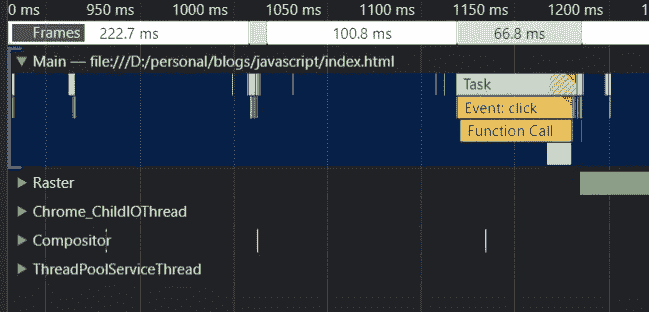 0 ms 950 ms 1000 ms 1050 ms 1100 ms 1150 ms 1200 ms 1
Frames 222.7 ms 100.8 ms 66.8 ms
Main — file:///D:/personal/blogs/javascript/index.html
Task
Event: click
Function Call
Raster
Chrome_ChildIOThread
Compositor
ThreadPoolServiceThread